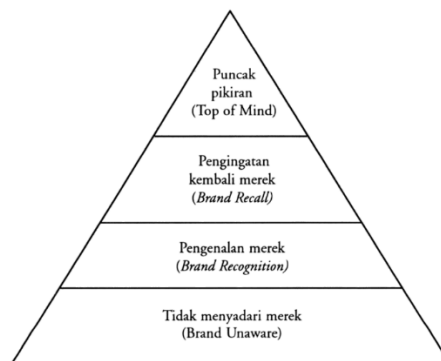 Puncak
pikiran
(Top of Mind)
Pengingatan
kembali merek
(Brand Recall)
Pengenalan merek
(Brand Recognition)
Tidak menyadari merek
(Brand Unaware)